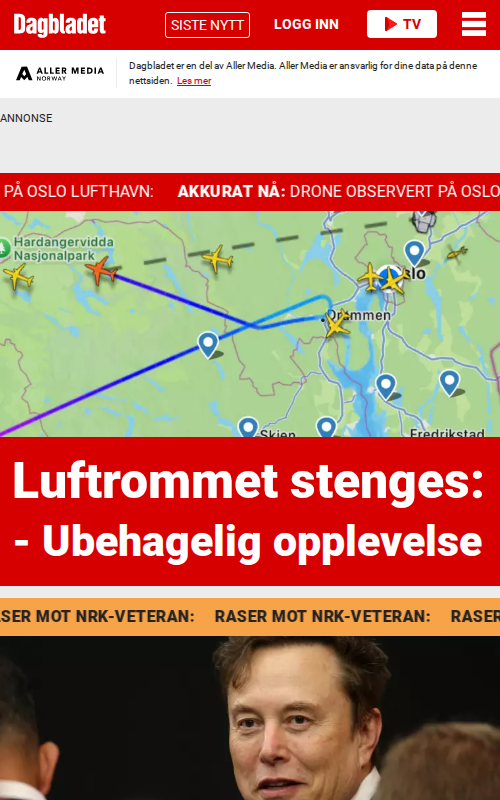 Dagbladet
SISTE NYTT
LOGG INN
TV
ALLER MEDIA
NORWAY
Dagbladet er en del av Aller Media. Aller Media er ansvarlig for dine data på denne
nettsiden. Les mer
ANNONSE
PÅ OSLO LUFTHAVN: AKKURAT NÅ: DRONE OBSERVERT PÅ OSLO
Hardangervidda
Nasjonalpark
slo
Drammen
Skien
Fredrikstad
Luftrommet stenges:
- Ubehagelig opplevelse
SER MOT NRK-VETERAN: RASER MOT NRK-VETERAN: RASER